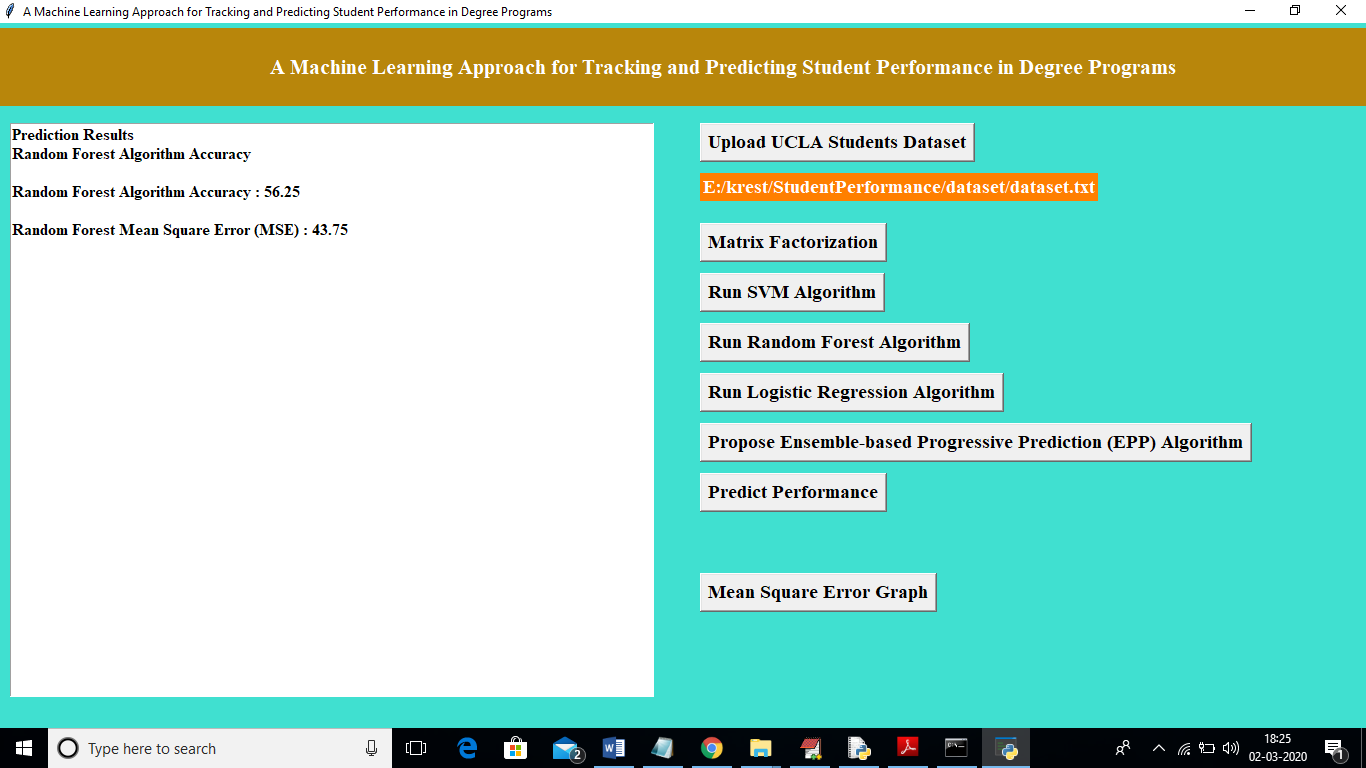 A Machine Learning Approach for Tracking and Predicting Student Performance in Degree Programs
A Machine Learning Approach for Tracking and Predicting Student Performance in Degree Programs
Prediction Results
Random Forest Algorithm Accuracy
Random Forest Algorithm Accuracy : 56.25
Random Forest Mean Square Error (MSE) : 43.75
Upload UCLA Students Dataset
E:/krest/StudentPerformance/dataset/dataset.txt
Matrix Factorization
Run SVM Algorithm
Run Random Forest Algorithm
Run Logistic Regression Algorithm
Propose Ensemble-based Progressive Prediction (EPP) Algorithm
Predict Performance
Mean Square Error Graph
Type here to search
2
18:25
02-03-2020
1